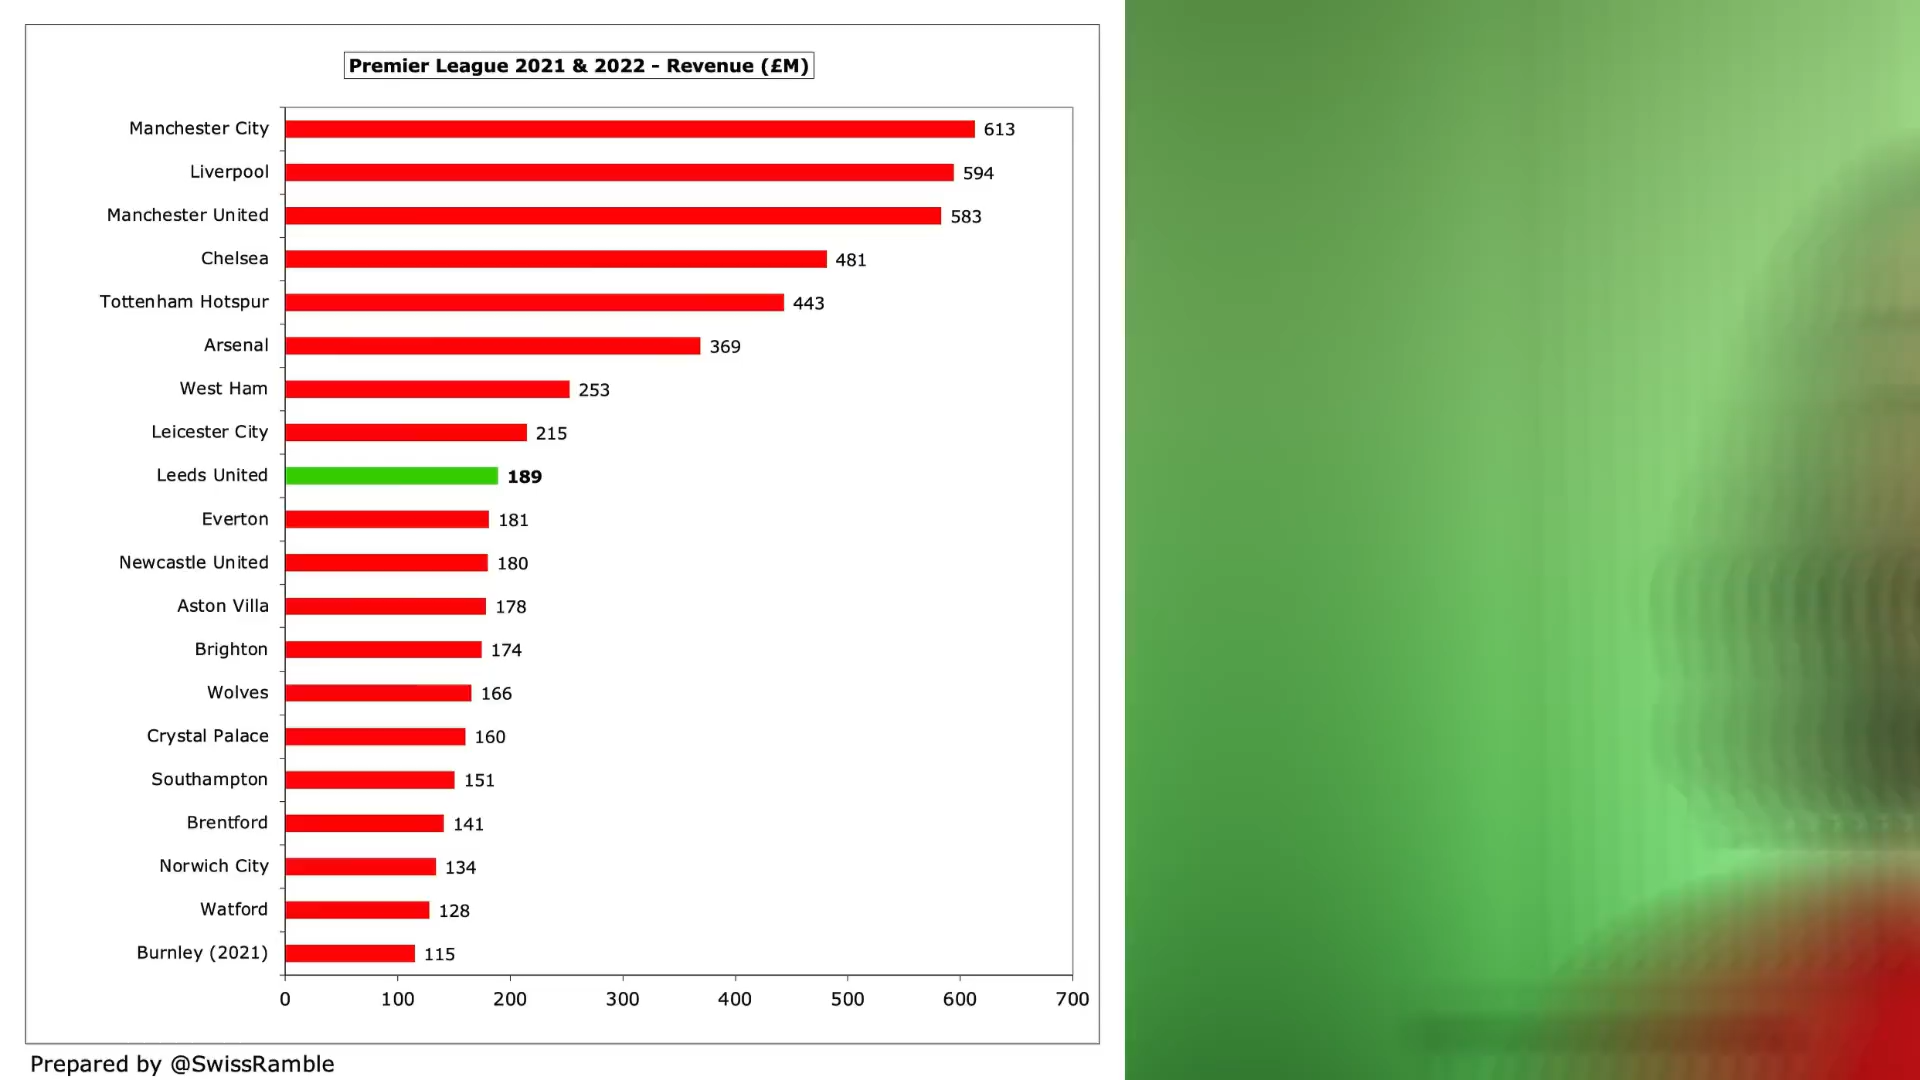 Premier League 2021 & 2022 - Revenue (£M)
Manchester City 613
Liverpool 594
Manchester United 583
Chelsea 481
Tottenham Hotspur 443
Arsenal 369
West Ham 253
Leicester City 215
Leeds United 189
Everton 181
Newcastle United 180
Aston Villa 178
Brighton 174
Wolves 166
Crystal Palace 160
Southampton 151
Brentford 141
Norwich City 134
Watford 128
Burnley (2021) 115
0 100 200 300 400 500 600 700
Prepared by @SwissRamble